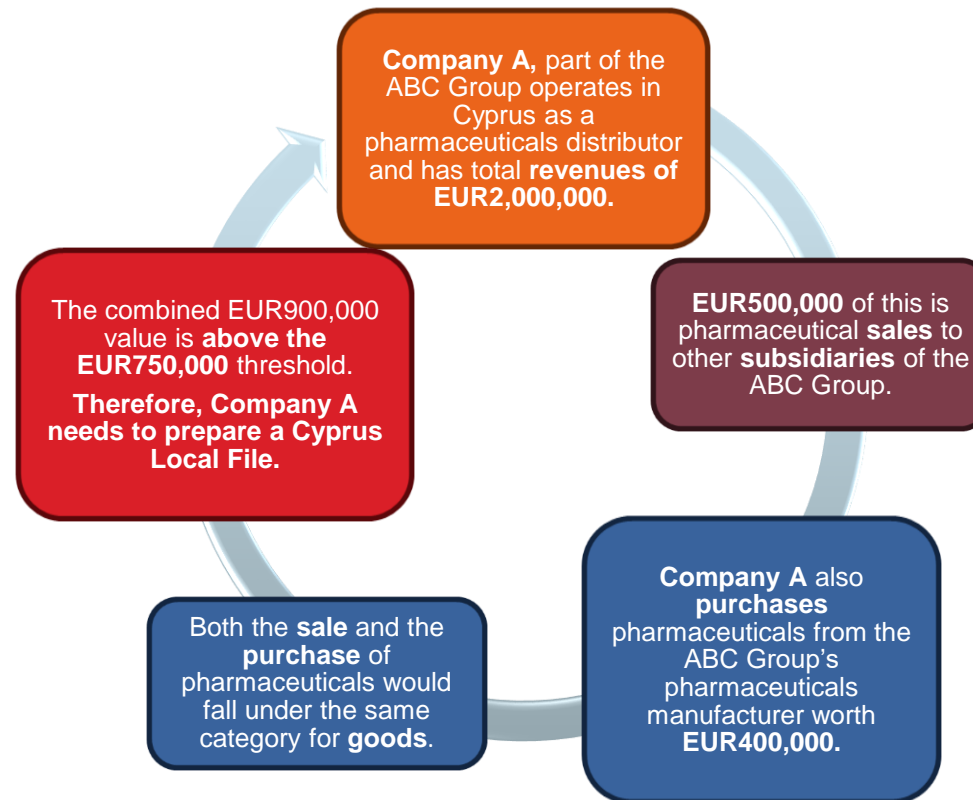 Company A, part of the
ABC Group operates in
Cyprus as a
pharmaceuticals distributor
and has total revenues of
EUR2,000,000.
EUR500,000 of this is
pharmaceutical sales to
other subsidiaries of the
ABC Group.
Company A also
purchases
pharmaceuticals from the
ABC Group’s
pharmaceuticals
manufacturer worth
EUR400,000.
Both the sale and the
purchase of
pharmaceuticals would
fall under the same
category for goods.
The combined EUR900,000
value is above the
EUR750,000 threshold.
Therefore, Company A
needs to prepare a Cyprus
Local File.